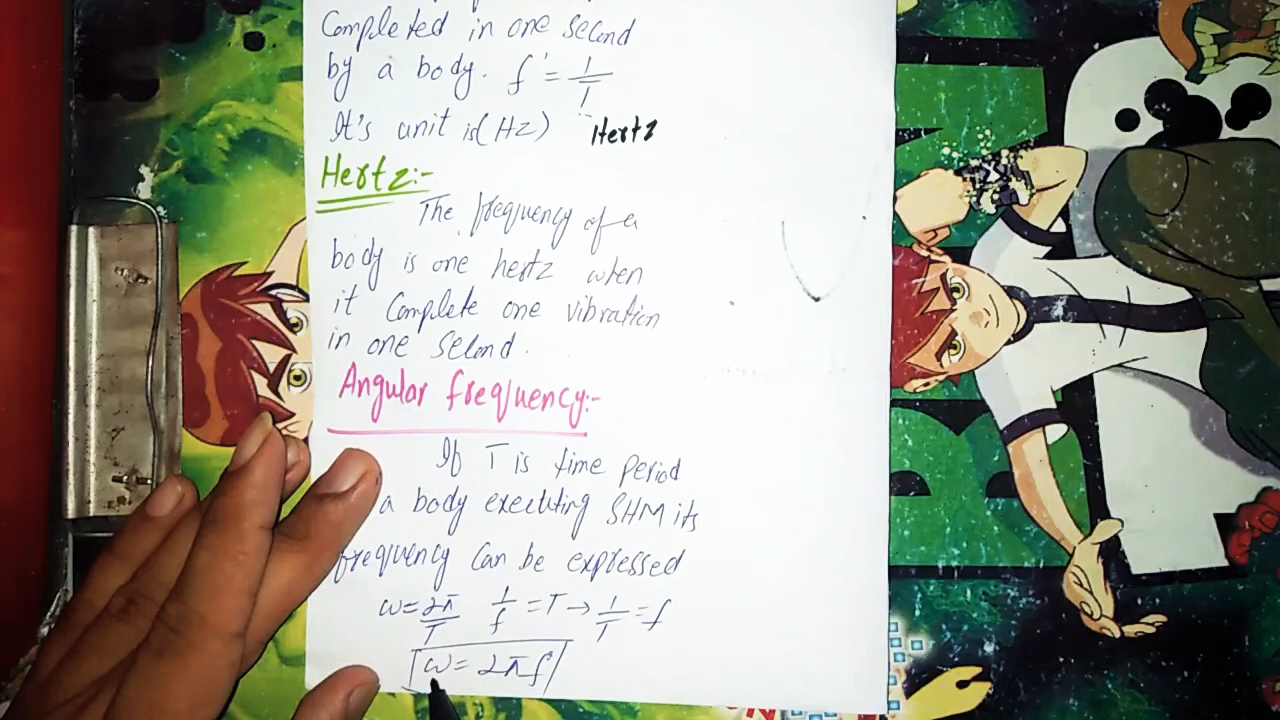 Completed in one second
by a body. f = 1/T
It's unit is (Hz) Hertz
Hertz:-
The frequency of a
body is one hertz when
it Complete one vibration
in one second.
Angular frequency:-
If T is time period
a body executing SHM its
frequency can be expressed
ω = 2π/T 1/f = T → 1/T = f
ω = 2πf